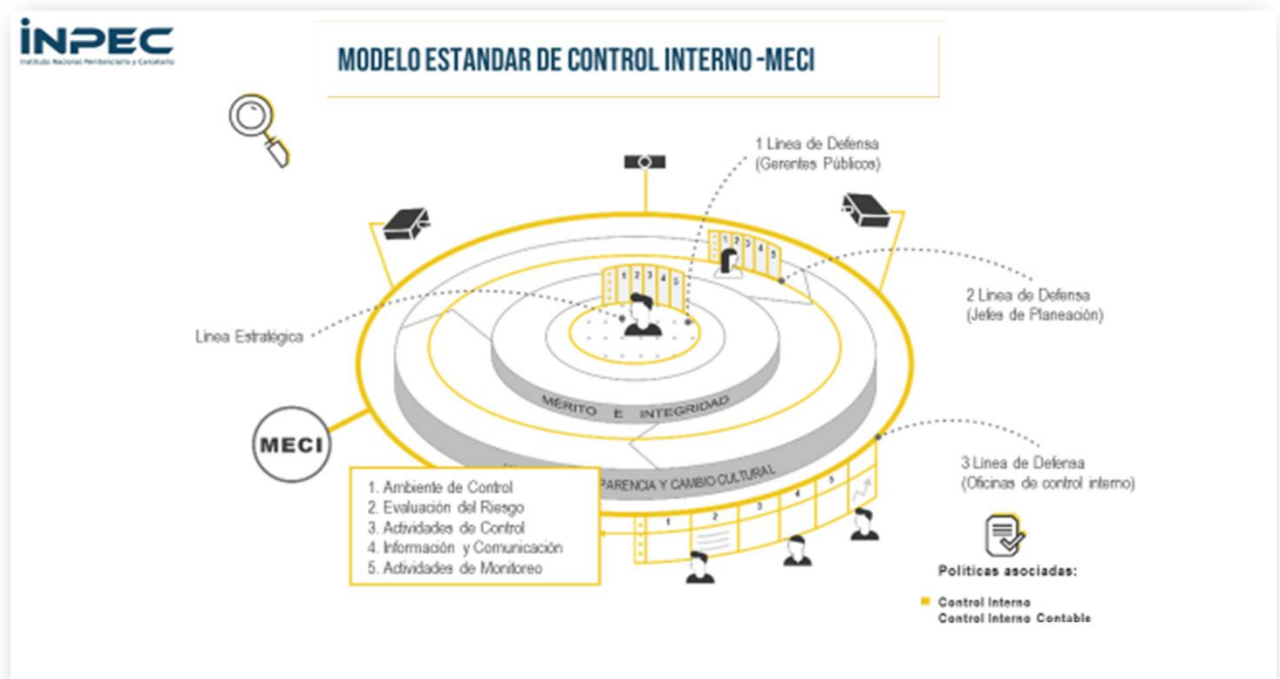 INPEC
Instituto Nacional Penitenciario y Carcelario
MODELO ESTANDAR DE CONTROL INTERNO -MECI
1 Línea de Defensa
(Gerentes Públicos)
1 2 3 4 5
1 2 3 4 5
2 Línea de Defensa
(Jefes de Planeación)
Línea Estratégica
MÉRITO E INTEGRIDAD
MECI
PARENCIA Y CAMBIO CULTURAL
3 Línea de Defensa
(Oficinas de control interno)
1. Ambiente de Control
2. Evaluación del Riesgo
3. Actividades de Control
4. Información y Comunicación
5. Actividades de Monitoreo
1 2 3 4 5
Políticas asociadas:
Control Interno
Control Interno Contable